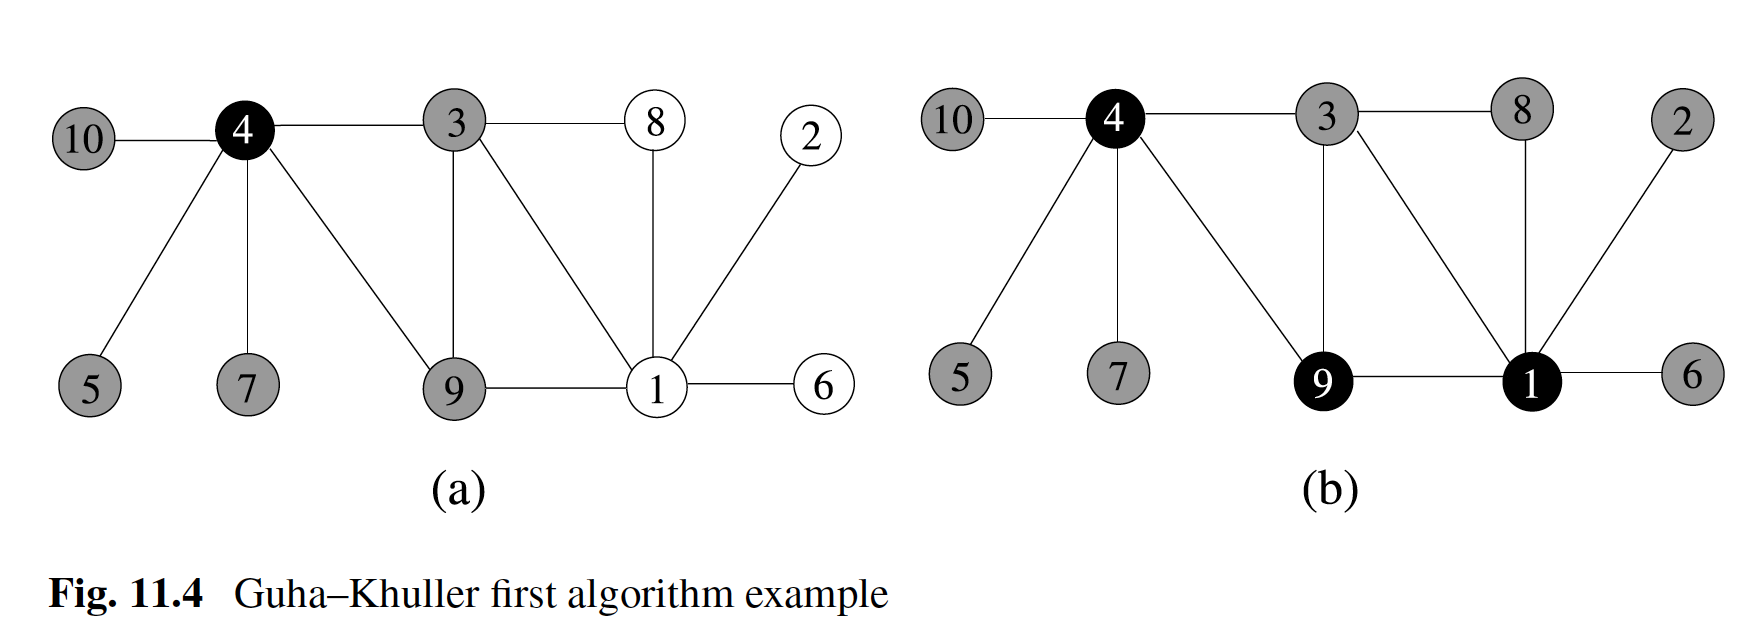 10 4 3 8 2 10 4 3 8 2
5 7 9 1 6 5 7 9 1 6
(a) (b)
Fig. 11.4 Guha–Khuller first algorithm example